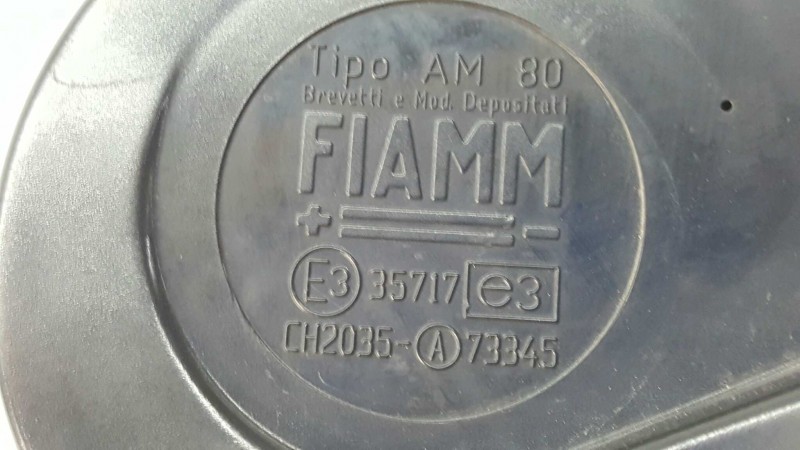 Tipo AM 80
Brevetti e Mod. Depositati
FIAMM
+ -
E3 35717 e3
CH2035-A 73345